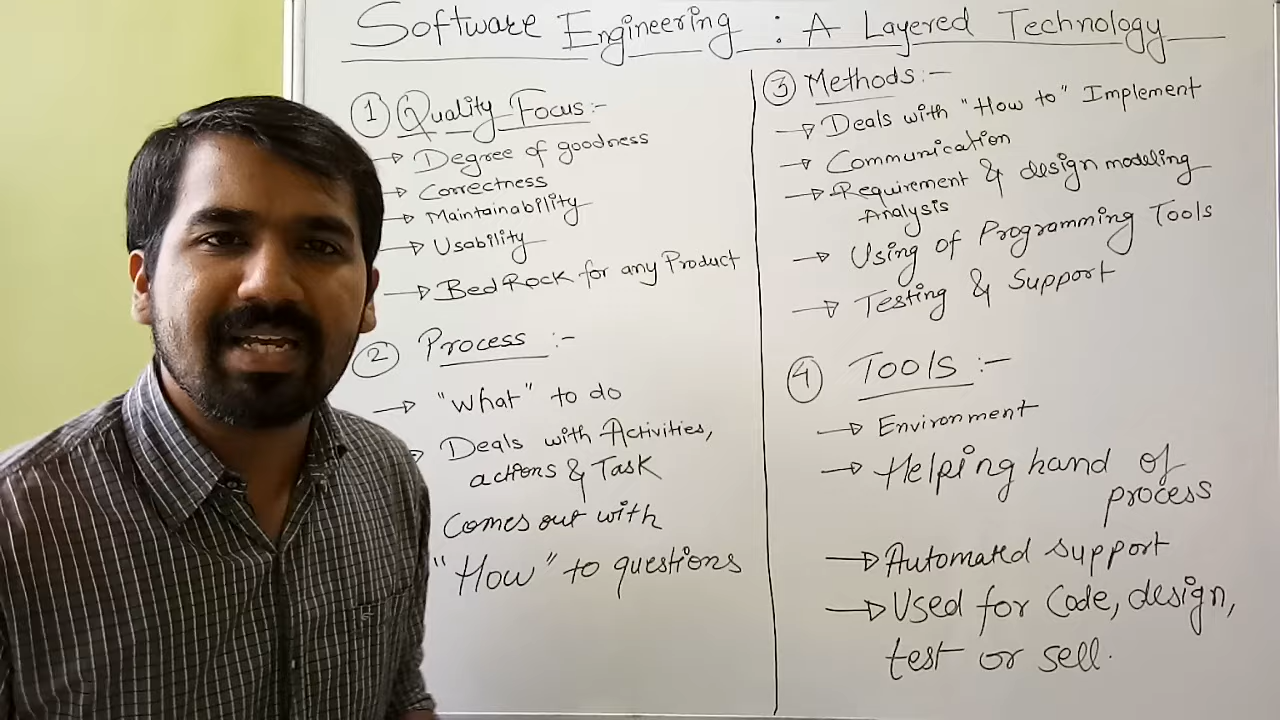 Software Engineering : A Layered Technology
① Quality Focus :-
→ Degree of goodness
→ Correctness
→ Maintainability
→ Usability
→ BedRock for any Product
② Process :-
→ "What" to do
Deals with Activities,
actions & Task
Comes out with
"How" to questions
③ Methods :-
→ Deals with "How to" Implement
→ Communication
→ Requirement & design modeling
Analysis
→ Using of Programming Tools
→ Testing & Support
④ Tools :-
→ Environment
→ Helping hand of
process
→ Automated support
→ Used for Code, design,
test or sell.